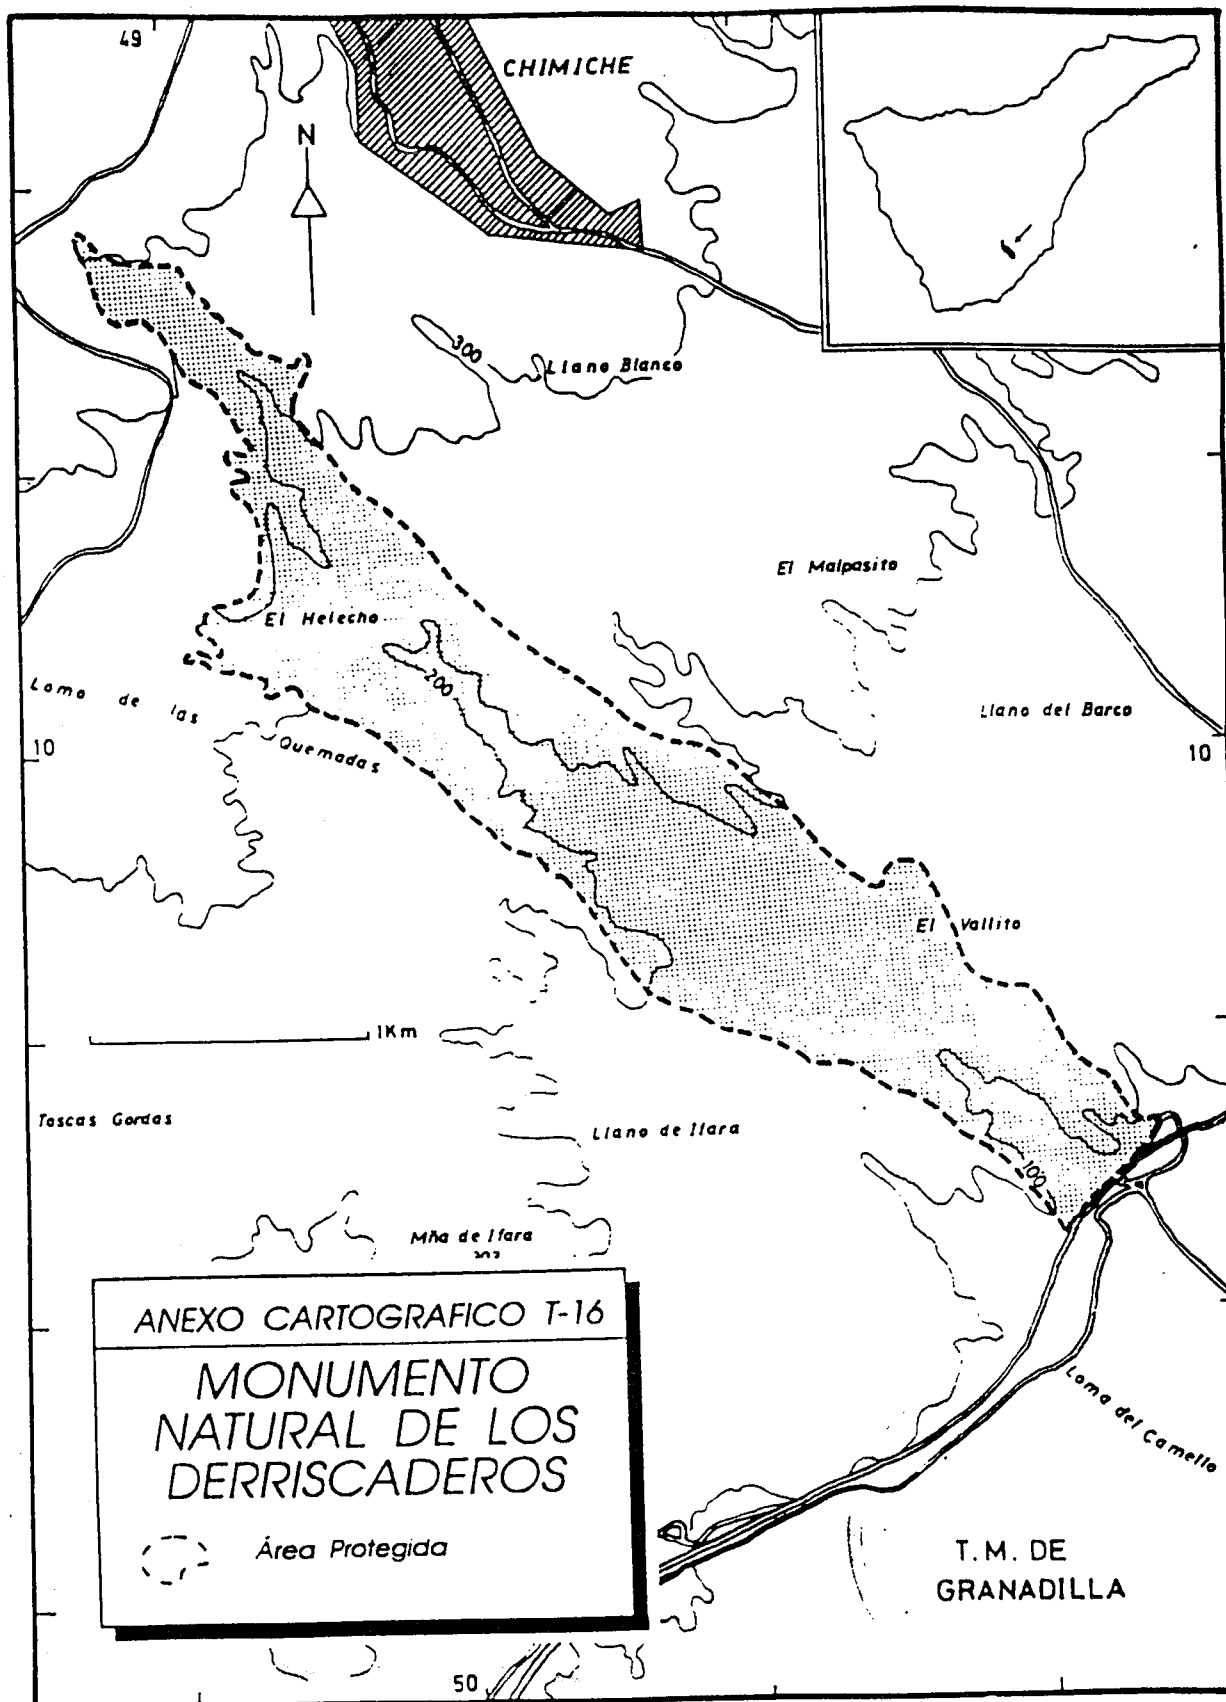 49
CHIMICHE
N
300
Llano Blanco
El Malpasito
El Helecho
200
Lomo de las Quemadas
Llano del Barco
10
10
El Vallito
1Km
Toscas Gordas
Llano de Ifara
100
Mña de Ifara
ANEXO CARTOGRAFICO T-16
MONUMENTO
NATURAL DE LOS
DERRISCADEROS
Área Protegida
Loma del Camello
T.M. DE
GRANADILLA
50